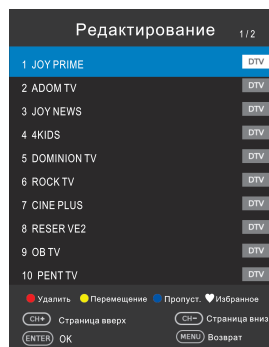 Редактирование 1/2
1 JOY PRIME DTV
2 ADOM TV DTV
3 JOY NEWS DTV
4 4KIDS DTV
5 DOMINION TV DTV
6 ROCK TV DTV
7 CINE PLUS DTV
8 RESER VE2 DTV
9 OB TV DTV
10 PENT TV DTV
Удалить Перемещение Пропуст. Избранное
CH+ Страница вверх CH- Страница вниз
ENTER OK MENU Возврат